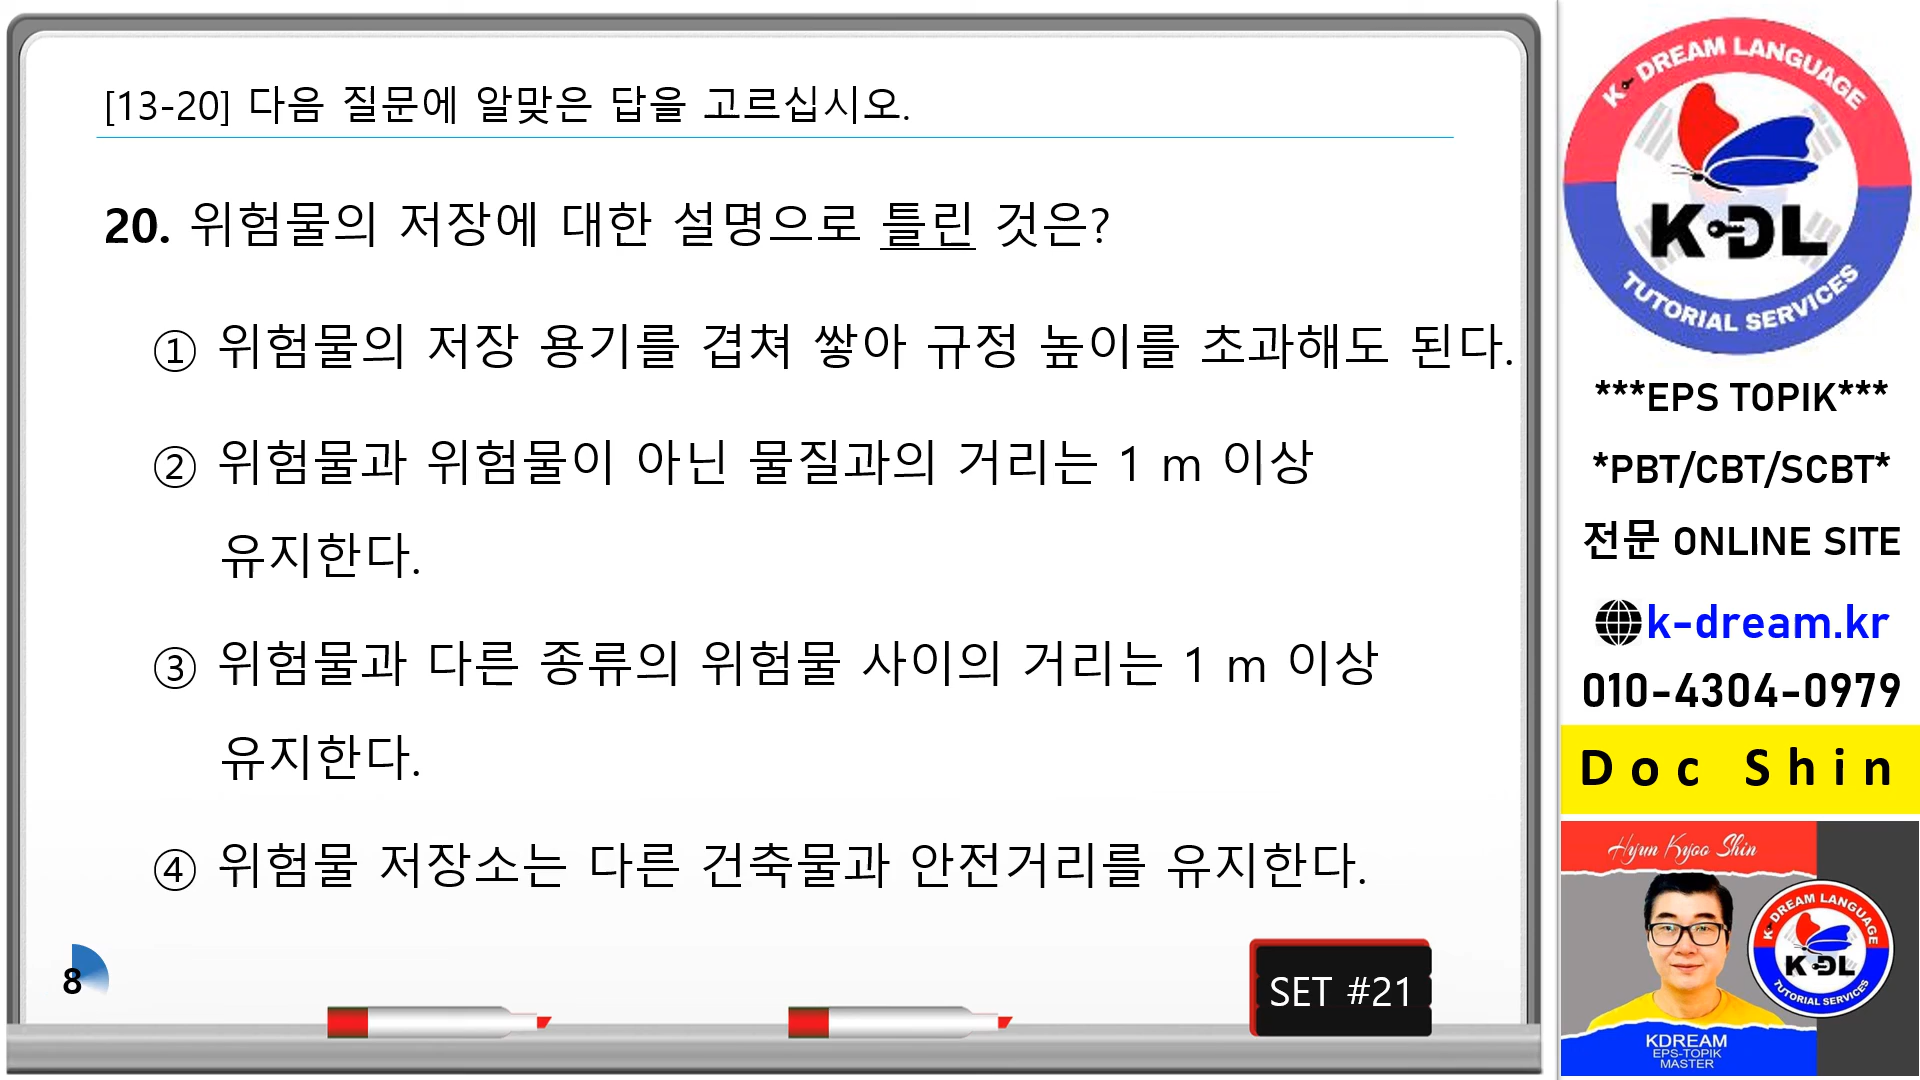 [13-20] 다음 질문에 알맞은 답을 고르십시오.
20. 위험물의 저장에 대한 설명으로 틀린 것은?
① 위험물의 저장 용기를 겹쳐 쌓아 규정 높이를 초과해도 된다.
② 위험물과 위험물이 아닌 물질과의 거리는 1 m 이상
유지한다.
③ 위험물과 다른 종류의 위험물 사이의 거리는 1 m 이상
유지한다.
④ 위험물 저장소는 다른 건축물과 안전거리를 유지한다.
8
SET #21
K DREAM LANGUAGE
K DL
TUTORIAL SERVICES
***EPS TOPIK***
*PBT/CBT/SCBT*
전문 ONLINE SITE
k-dream.kr
010-4304-0979
Doc Shin
Hyun Kyoo Shin
K DREAM LANGUAGE
K DL
TUTORIAL SERVICES
KDREAM
EPS-TOPIK
MASTER